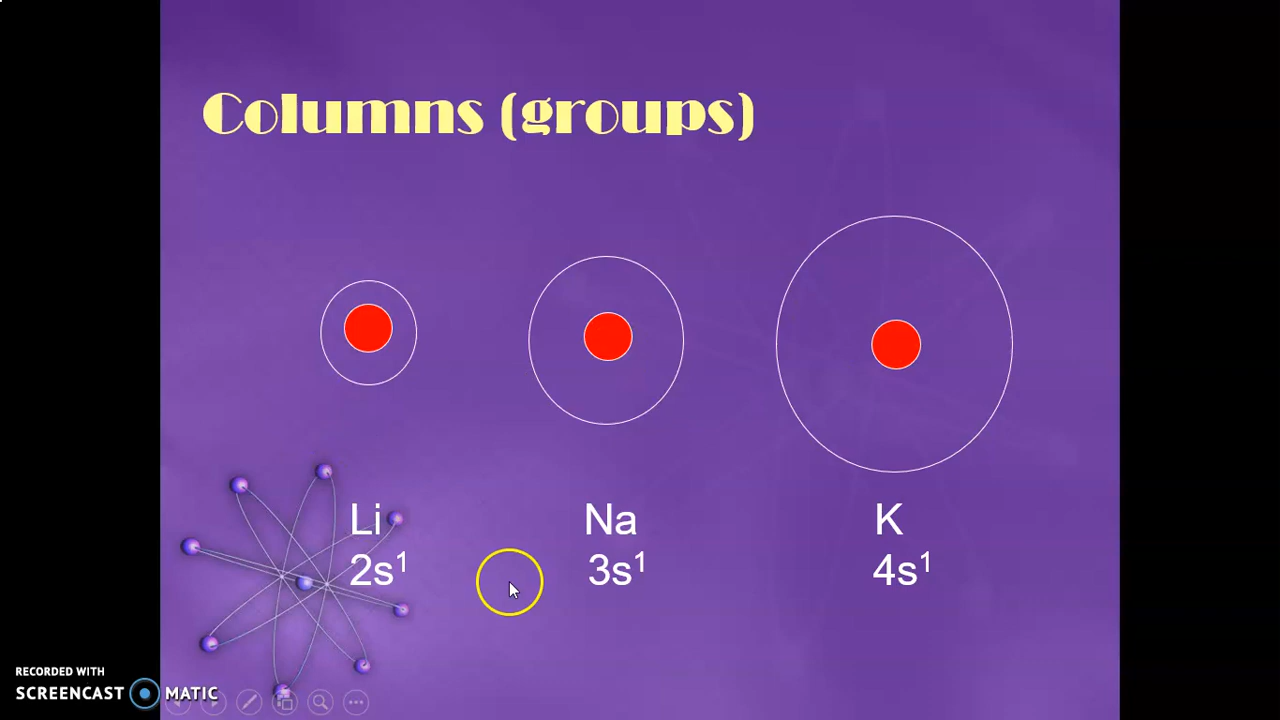 Columns (groups)
Li
Na
K
2s¹
3s¹
4s¹
RECORDED WITH
SCREENCAST MATIC